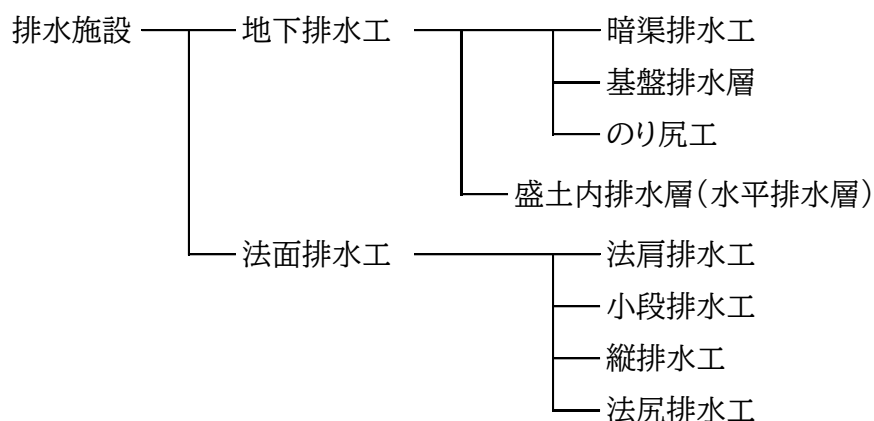 排水施設 地下排水工 暗渠排水工
基盤排水層
のり尻工
盛土内排水層(水平排水層)
法面排水工 法肩排水工
小段排水工
縦排水工
法尻排水工